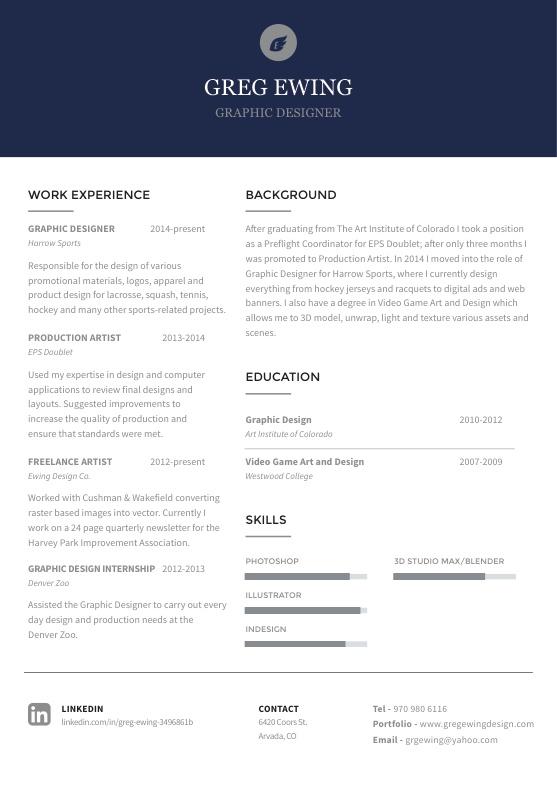 GREG EWING
GRAPHIC DESIGNER
WORK EXPERIENCE
GRAPHIC DESIGNER 2014-present
Harrow Sports
Responsible for the design of various
promotional materials, logos, apparel and
product design for lacrosse, squash, tennis,
hockey and many other sports-related projects.
PRODUCTION ARTIST 2013-2014
EPS Doublet
Used my expertise in design and computer
applications to review final designs and
layouts. Suggested improvements to
increase the quality of production and
ensure that standards were met.
FREELANCE ARTIST 2012-present
Ewing Design Co.
Worked with Cushman & Wakefield converting
raster based images into vector. Currently I
work on a 24 page quarterly newsletter for the
Harvey Park Improvement Association.
GRAPHIC DESIGN INTERNSHIP 2012-2013
Denver Zoo
Assisted the Graphic Designer to carry out every
day design and production needs at the
Denver Zoo.
BACKGROUND
After graduating from The Art Institute of Colorado I took a position
as a Preflight Coordinator for EPS Doublet; after only three months I
was promoted to Production Artist. In 2014 I moved into the role of
Graphic Designer for Harrow Sports, where I currently design
everything from hockey jerseys and racquets to digital ads and web
banners. I also have a degree in Video Game Art and Design which
allows me to 3D model, unwrap, light and texture various assets and
scenes.
EDUCATION
Graphic Design 2010-2012
Art Institute of Colorado
Video Game Art and Design 2007-2009
Westwood College
SKILLS
PHOTOSHOP
3D STUDIO MAX/BLENDER
ILLUSTRATOR
INDESIGN
in
LINKEDIN
linkedin.com/in/greg-ewing-3496861b
CONTACT
6420 Coors St.
Arvada, CO
Tel - 970 980 6116
Portfolio - www.gregewingdesign.com
Email - grgewing@yahoo.com